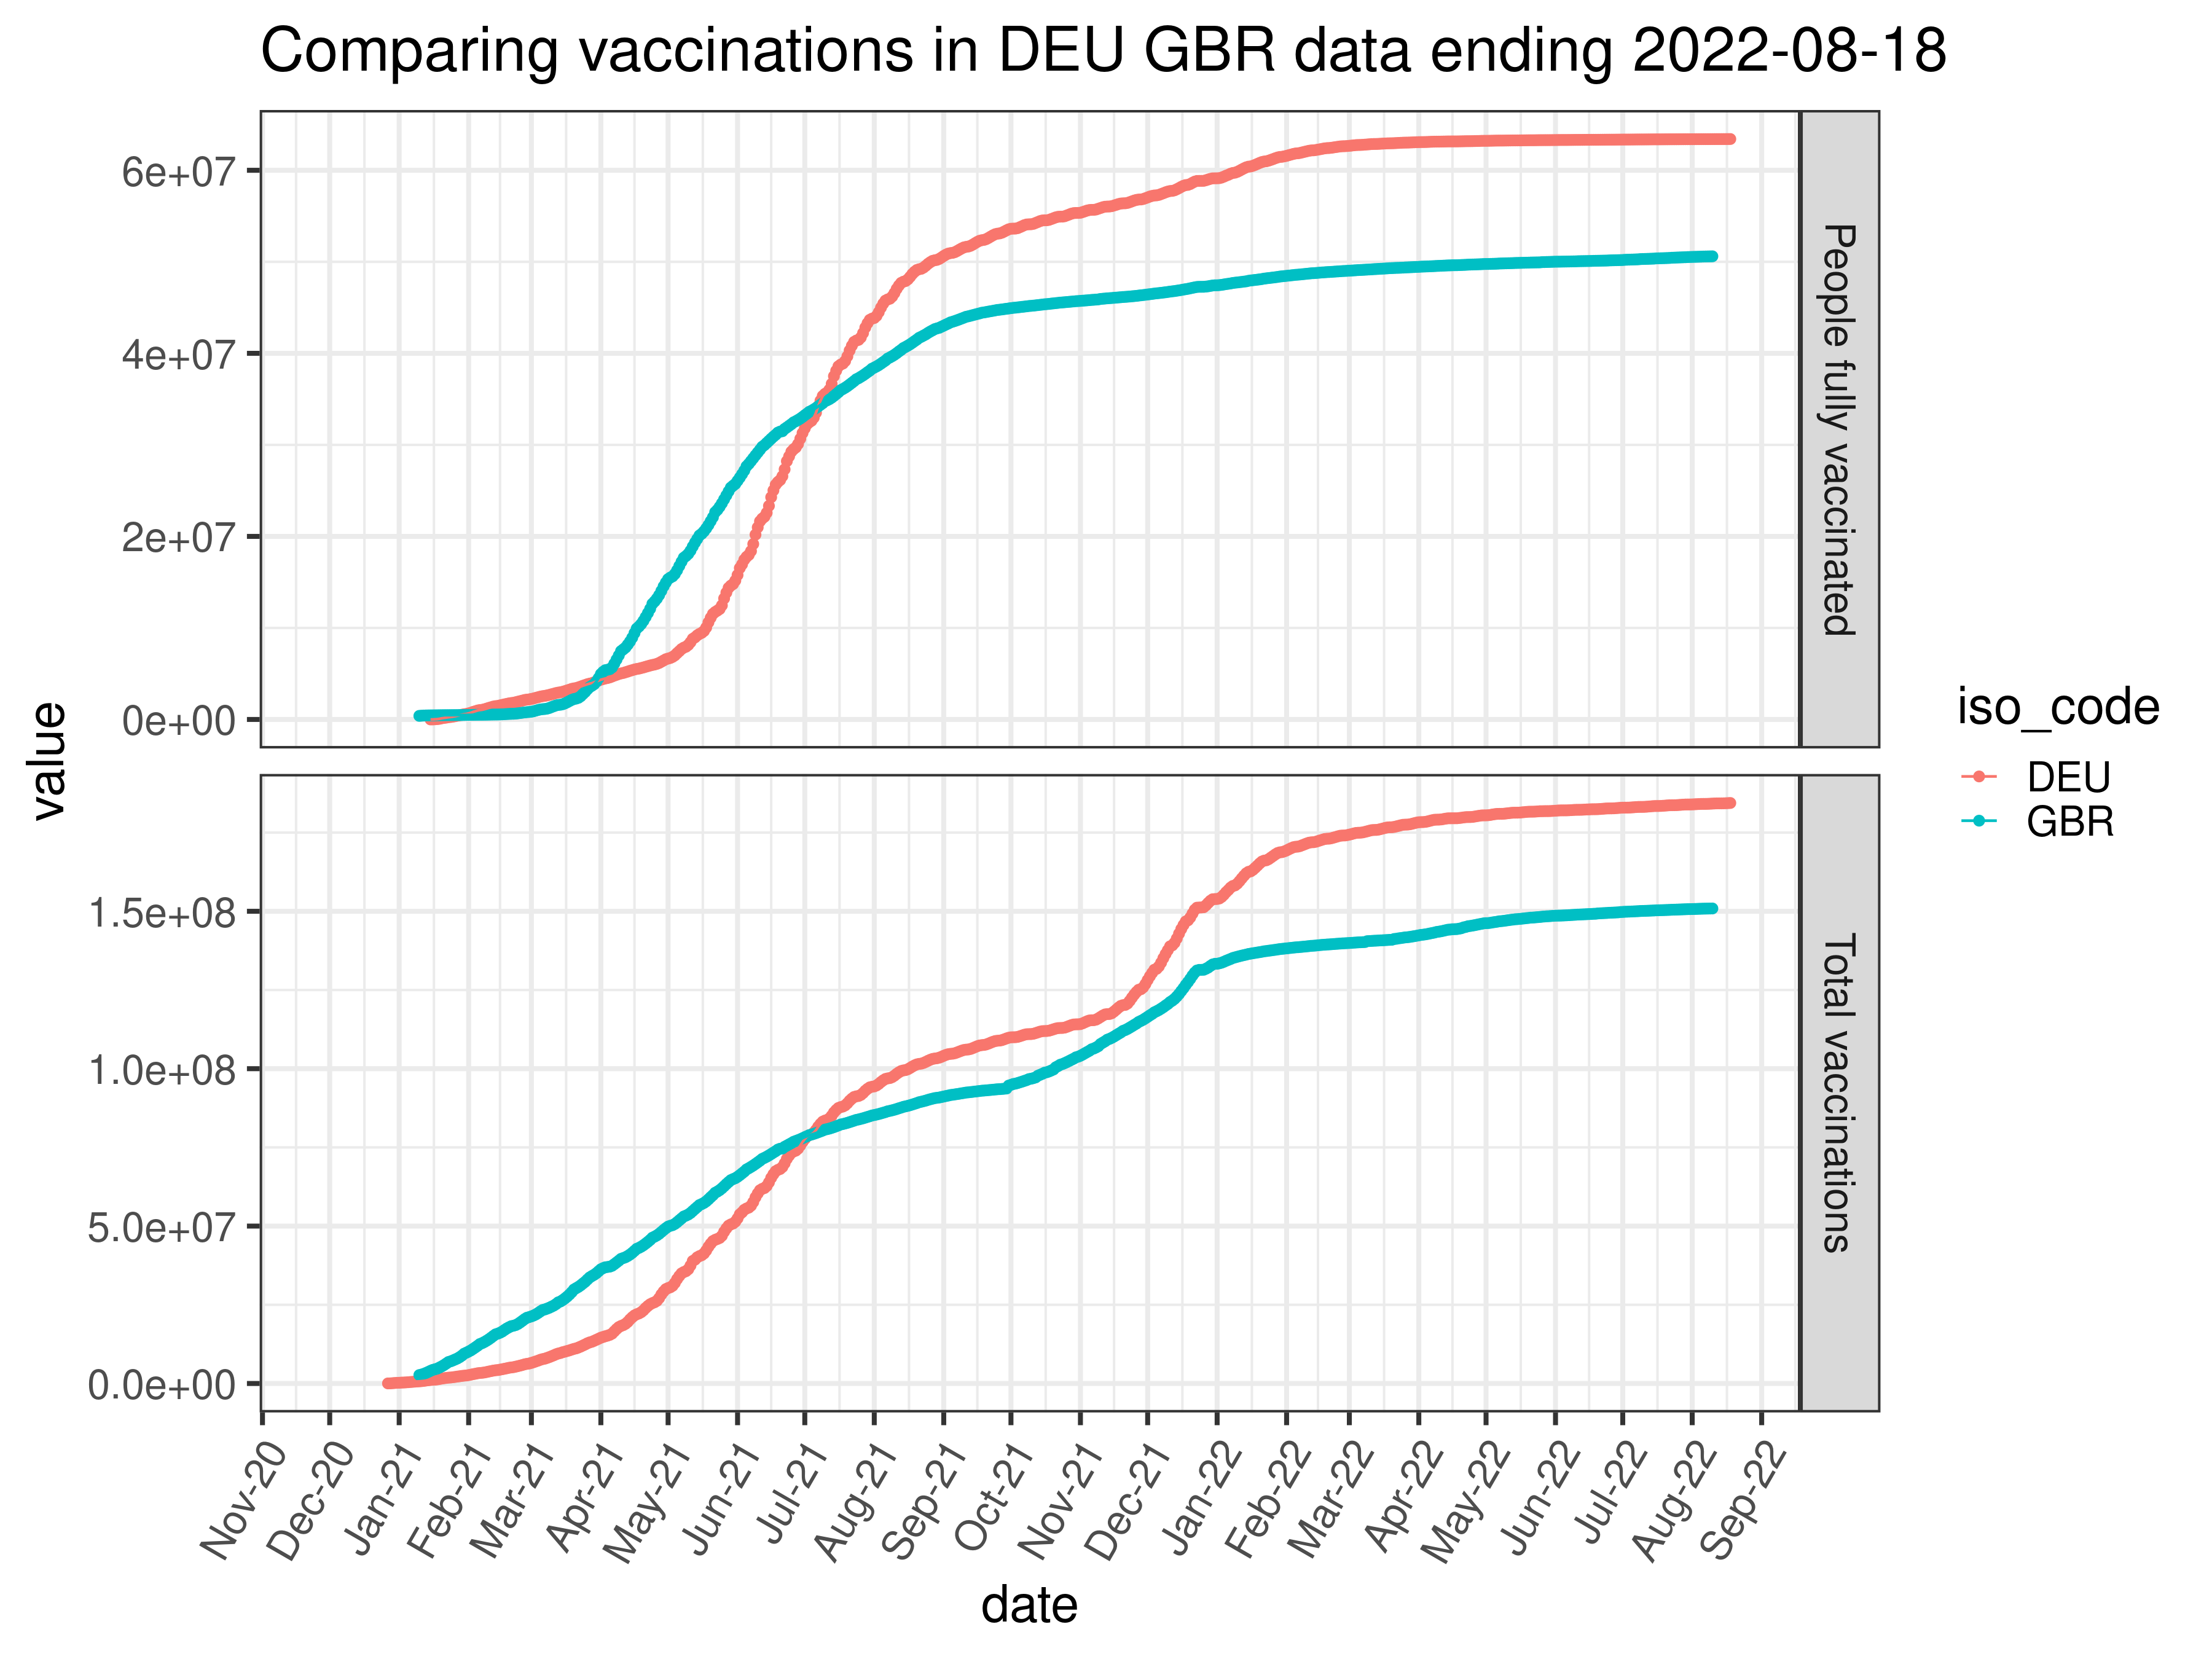 Comparing vaccinations in DEU GBR data ending 2022-08-18
value
6e+07
4e+07
2e+07
0e+00
People fully vaccinated
1.5e+08
1.0e+08
5.0e+07
0.0e+00
Total vaccinations
Nov-20
Dec-20
Jan-21
Feb-21
Mar-21
Apr-21
May-21
Jun-21
Jul-21
Aug-21
Sep-21
Oct-21
Nov-21
Dec-21
Jan-22
Feb-22
Mar-22
Apr-22
May-22
Jun-22
Jul-22
Aug-22
Sep-22
date
iso_code
DEU
GBR